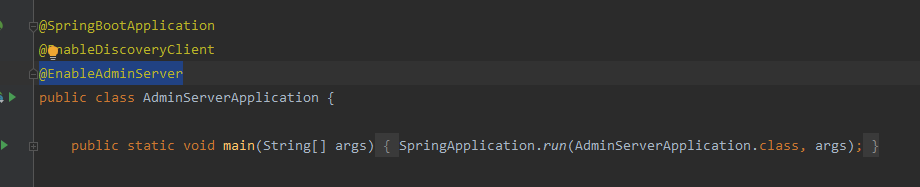 @SpringBootApplication
@EnableDiscoveryClient
@EnableAdminServer
public class AdminServerApplication {
public static void main(String[] args) { SpringApplication.run(AdminServerApplication.class, args); }